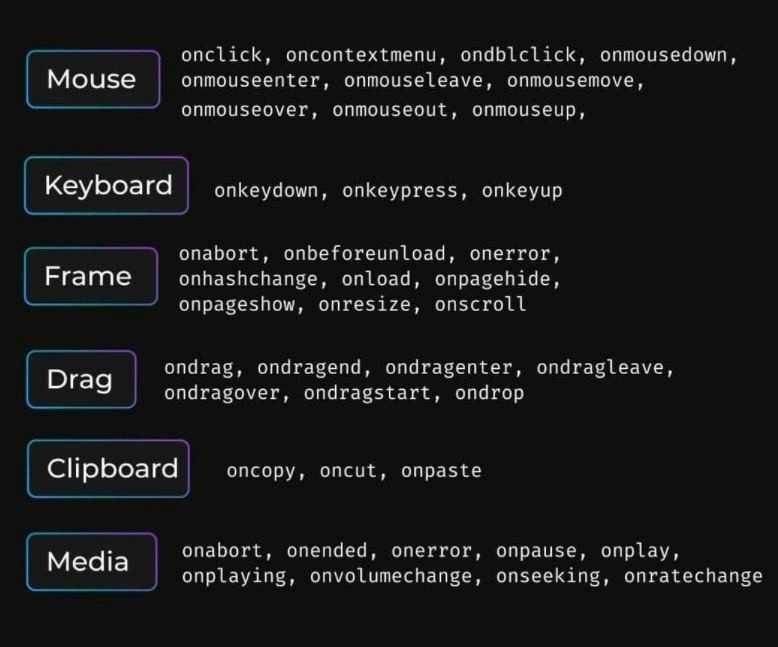 Mouse
onclick, oncontextmenu, ondblclick, onmousedown,
onmouseenter, onmouseleave, onmousemove,
onmouseover, onmouseout, onmouseup,
Keyboard
onkeydown, onkeypress, onkeyup
Frame
onabort, onbeforeunload, onerror,
onhashchange, onload, onpagehide,
onpageshow, onresize, onscroll
Drag
ondrag, ondragend, ondragenter, ondragleave,
ondragover, ondragstart, ondrop
Clipboard
oncopy, oncut, onpaste
Media
onabort, onended, onerror, onpause, onplay,
onplaying, onvolumechange, onseeking, onratechange